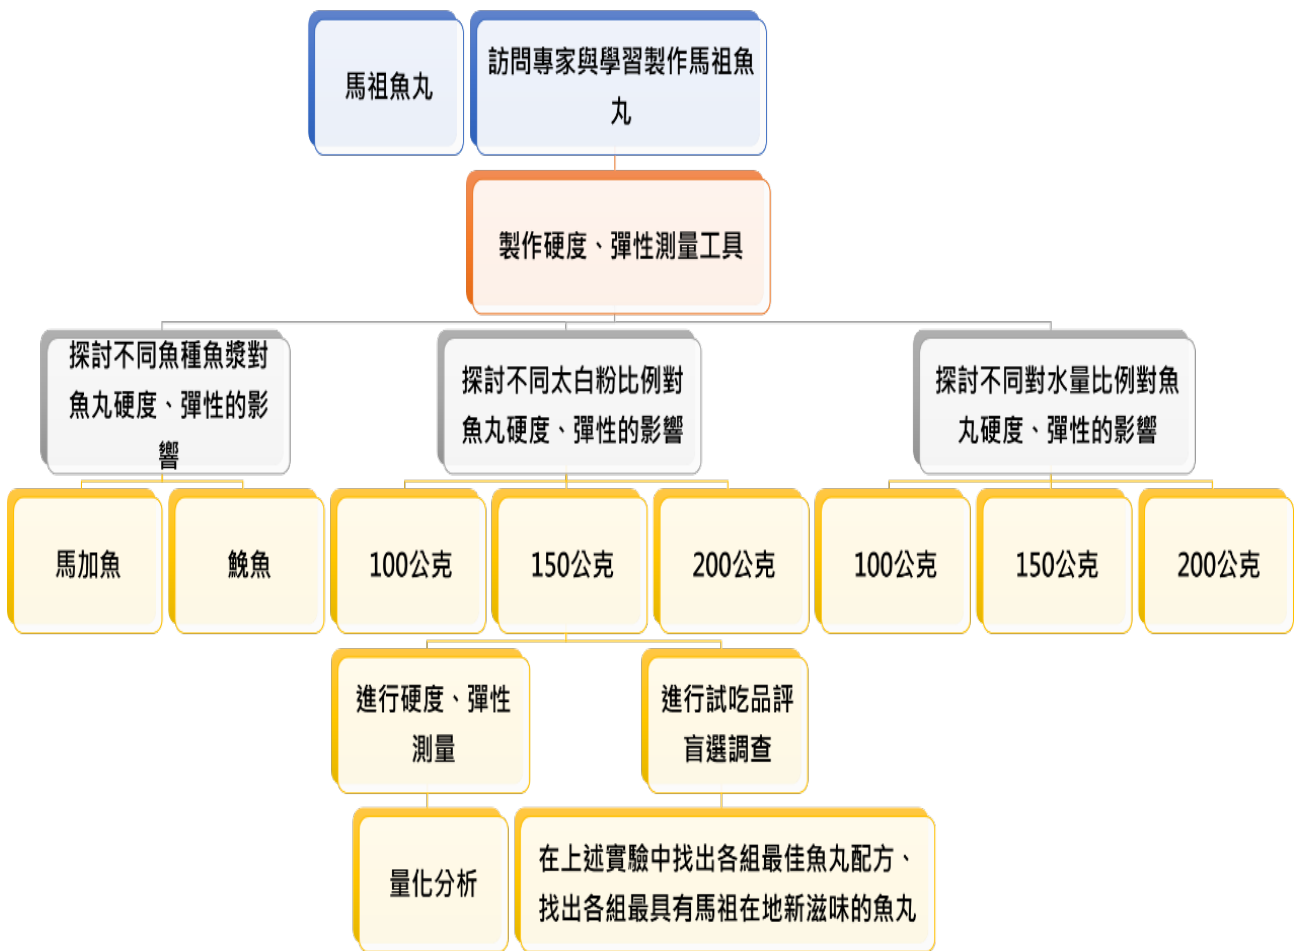 馬祖魚丸
訪問專家與學習製作馬祖魚
丸
製作硬度、彈性測量工具
探討不同魚種魚漿對
魚丸硬度、彈性的影
響
探討不同太白粉比例對
魚丸硬度、彈性的影響
探討不同對水量比例對魚
丸硬度、彈性的影響
馬加魚
鮸魚
100公克
150公克
200公克
100公克
150公克
200公克
進行硬度、彈性
測量
進行試吃品評
盲選調查
量化分析
在上述實驗中找出各組最佳魚丸配方、
找出各組最具有馬祖在地新滋味的魚丸